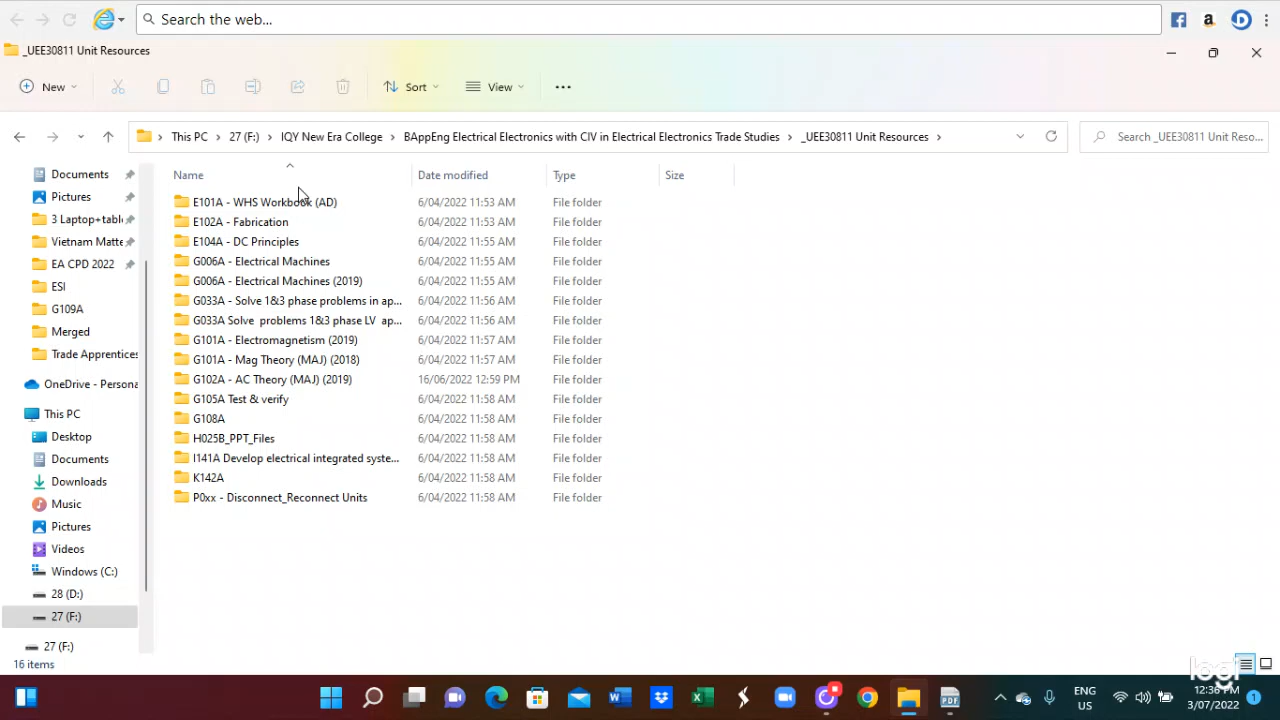 Search the web...
_UEE30811 Unit Resources
New
Sort
View
This PC > 27 (F:) > IQY New Era College > BAppEng Electrical Electronics with CIV in Electrical Electronics Trade Studies > _UEE30811 Unit Resources >
Search _UEE30811 Unit Reso...
Documents
Pictures
3 Laptop+table
Vietnam Matte
EA CPD 2022
ESI
G109A
Merged
Trade Apprentices
OneDrive - Persona
This PC
Desktop
Documents
Downloads
Music
Pictures
Videos
Windows (C:)
28 (D:)
27 (F:)
27 (F:)
Name Date modified Type Size
E101A - WHS Workbook (AD) 6/04/2022 11:53 AM File folder
E102A - Fabrication 6/04/2022 11:53 AM File folder
E104A - DC Principles 6/04/2022 11:55 AM File folder
G006A - Electrical Machines 6/04/2022 11:55 AM File folder
G006A - Electrical Machines (2019) 6/04/2022 11:55 AM File folder
G033A - Solve 1&3 phase problems in ap... 6/04/2022 11:56 AM File folder
G033A Solve problems 1&3 phase LV ap... 6/04/2022 11:56 AM File folder
G101A - Electromagnetism (2019) 6/04/2022 11:57 AM File folder
G101A - Mag Theory (MAJ) (2018) 6/04/2022 11:57 AM File folder
G102A - AC Theory (MAJ) (2019) 16/06/2022 12:59 PM File folder
G105A Test & verify 6/04/2022 11:58 AM File folder
G108A 6/04/2022 11:58 AM File folder
H025B_PPT_Files 6/04/2022 11:58 AM File folder
I141A Develop electrical integrated syste... 6/04/2022 11:58 AM File folder
K142A 6/04/2022 11:58 AM File folder
P0xx - Disconnect_Reconnect Units 6/04/2022 11:58 AM File folder
16 items
logi
ENG
US
12:36 PM
3/07/2022
1